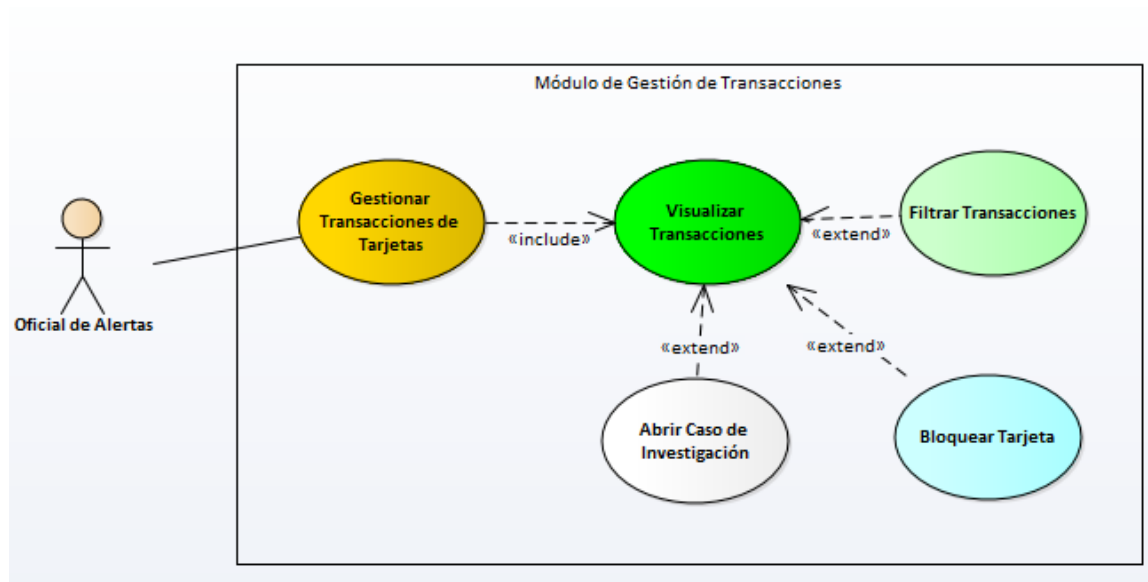 Módulo de Gestión de Transacciones
Gestionar
Transacciones de
Tarjetas
«include»
Visualizar
Transacciones
«extend»
Filtrar Transacciones
Oficial de Alertas
«extend»
«extend»
Abrir Caso de
Investigación
Bloquear Tarjeta